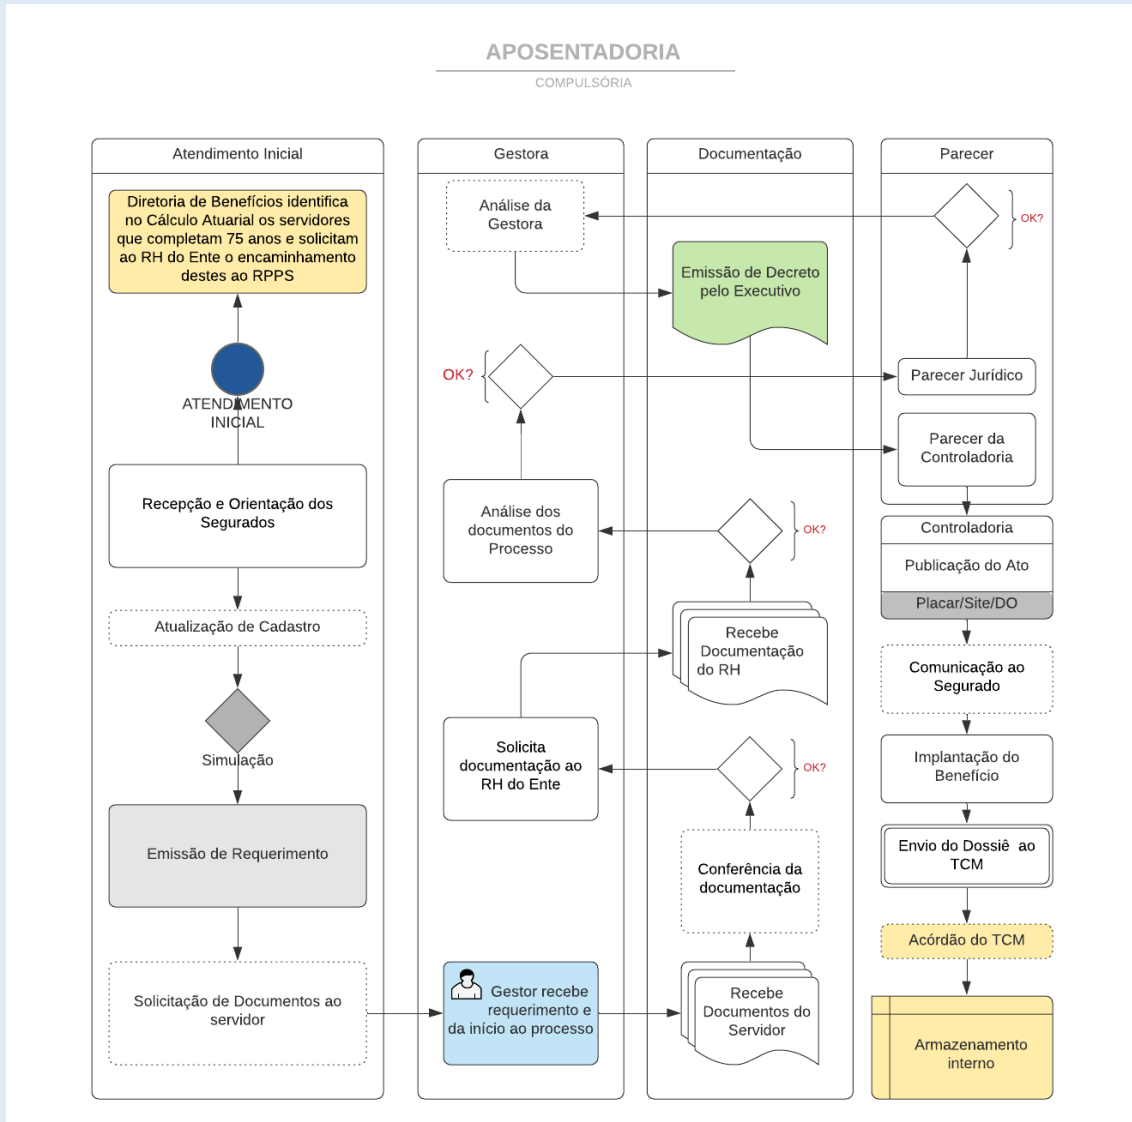 APOSENTADORIA
COMPULSÓRIA
Atendimento Inicial
Diretoria de Benefícios identifica
no Cálculo Atuarial os servidores
que completam 75 anos e solicitam
ao RH do Ente o encaminhamento
destes ao RPPS
ATENDIMENTO
INICIAL
Recepção e Orientação dos
Segurados
Atualização de Cadastro
Simulação
Emissão de Requerimento
Solicitação de Documentos ao
servidor
Gestora
Análise da
Gestora
OK?
Análise dos
documentos do
Processo
Solicita
documentação ao
RH do Ente
Gestor recebe
requerimento e
da início ao processo
Documentação
Emissão de Decreto
pelo Executivo
OK?
Recebe
Documentação
do RH
OK?
Conferência da
documentação
Recebe
Documentos do
Servidor
Parecer
OK?
Parecer Jurídico
Parecer da
Controladoria
Controladoria
Publicação do Ato
Placar/Site/DO
Comunicação ao
Segurado
Implantação do
Benefício
Envio do Dossiê ao
TCM
Acórdão do TCM
Armazenamento
interno